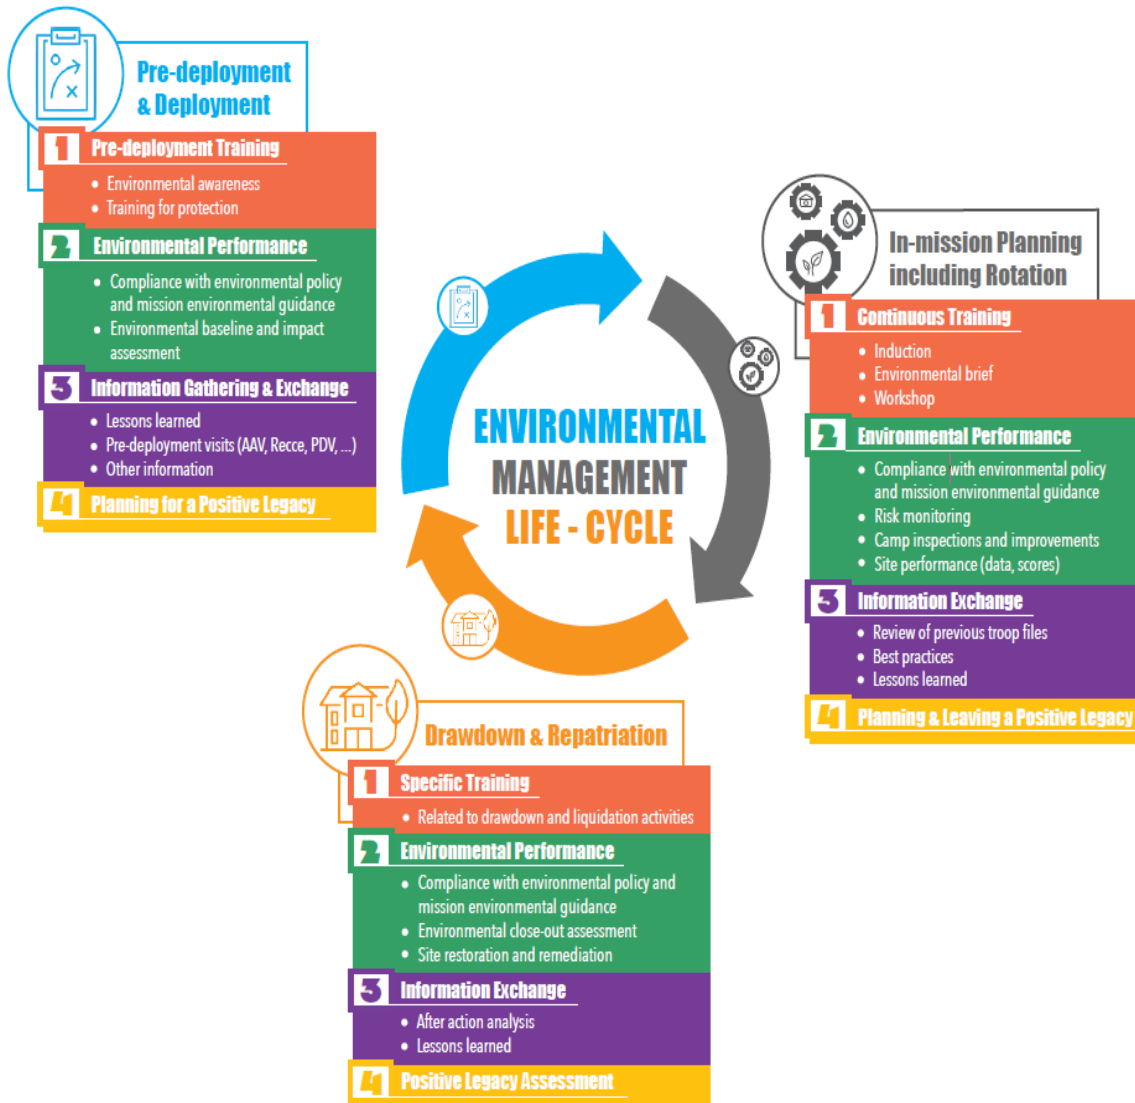 Pre-deployment
& Deployment
1 Pre-deployment Training
• Environmental awareness
• Training for protection
2 Environmental Performance
• Compliance with environmental policy
and mission environmental guidance
• Environmental baseline and impact
assessment
3 Information Gathering & Exchange
• Lessons learned
• Pre-deployment visits (AAV, Recce, PDV, ...)
• Other information
4 Planning for a Positive Legacy
ENVIRONMENTAL
MANAGEMENT
LIFE - CYCLE
In-mission Planning
including Rotation
1 Continuous Training
• Induction
• Environmental brief
• Workshop
2 Environmental Performance
• Compliance with environmental policy
and mission environmental guidance
• Risk monitoring
• Camp inspections and improvements
• Site performance (data, scores)
3 Information Exchange
• Review of previous troop files
• Best practices
• Lessons learned
4 Planning & Leaving a Positive Legacy
Drawdown & Repatriation
1 Specific Training
• Related to drawdown and liquidation activities
2 Environmental Performance
• Compliance with environmental policy and
mission environmental guidance
• Environmental close-out assessment
• Site restoration and remediation
3 Information Exchange
• After action analysis
• Lessons learned
4 Positive Legacy Assessment